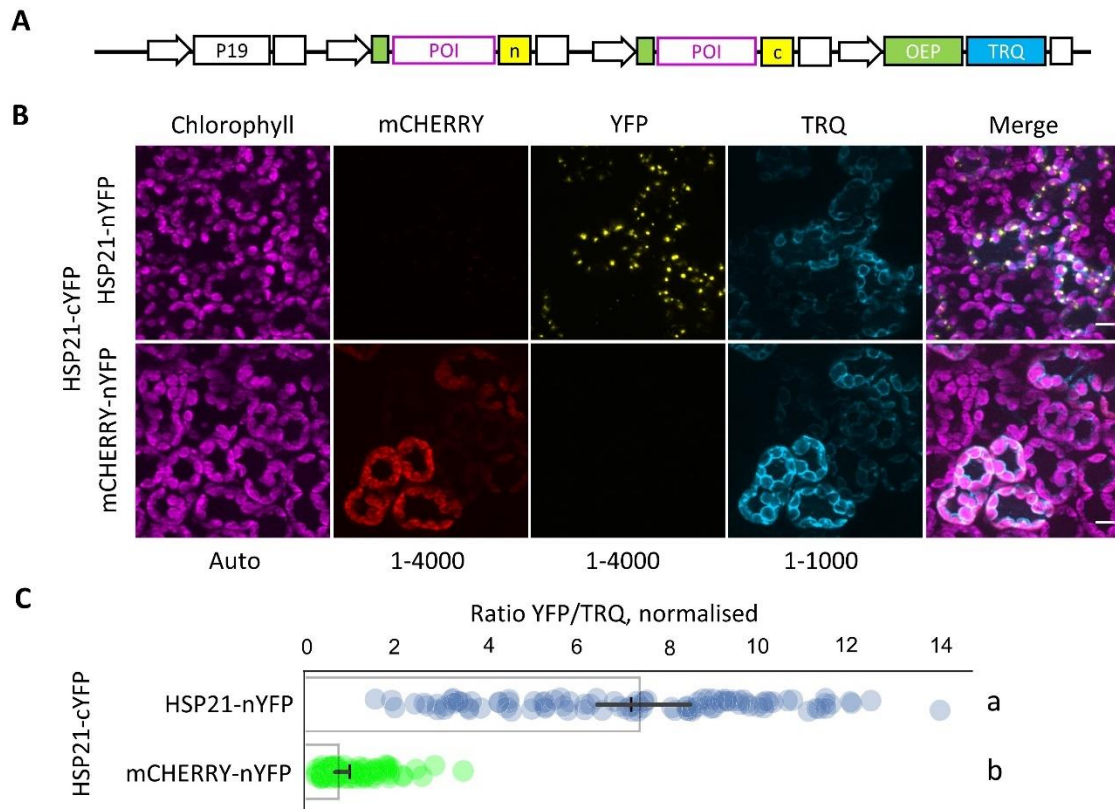 A
P19 POI n POI c OEP TRQ
B
Chlorophyll mCHERRY YFP TRQ Merge
HSP21-cYFP
HSP21-nYFP
mCHERRY-nYFP
Auto 1-4000 1-4000 1-1000
C
Ratio YFP/TRQ, normalised
0 2 4 6 8 10 12 14
HSP21-cYFP
HSP21-nYFP a
mCHERRY-nYFP b